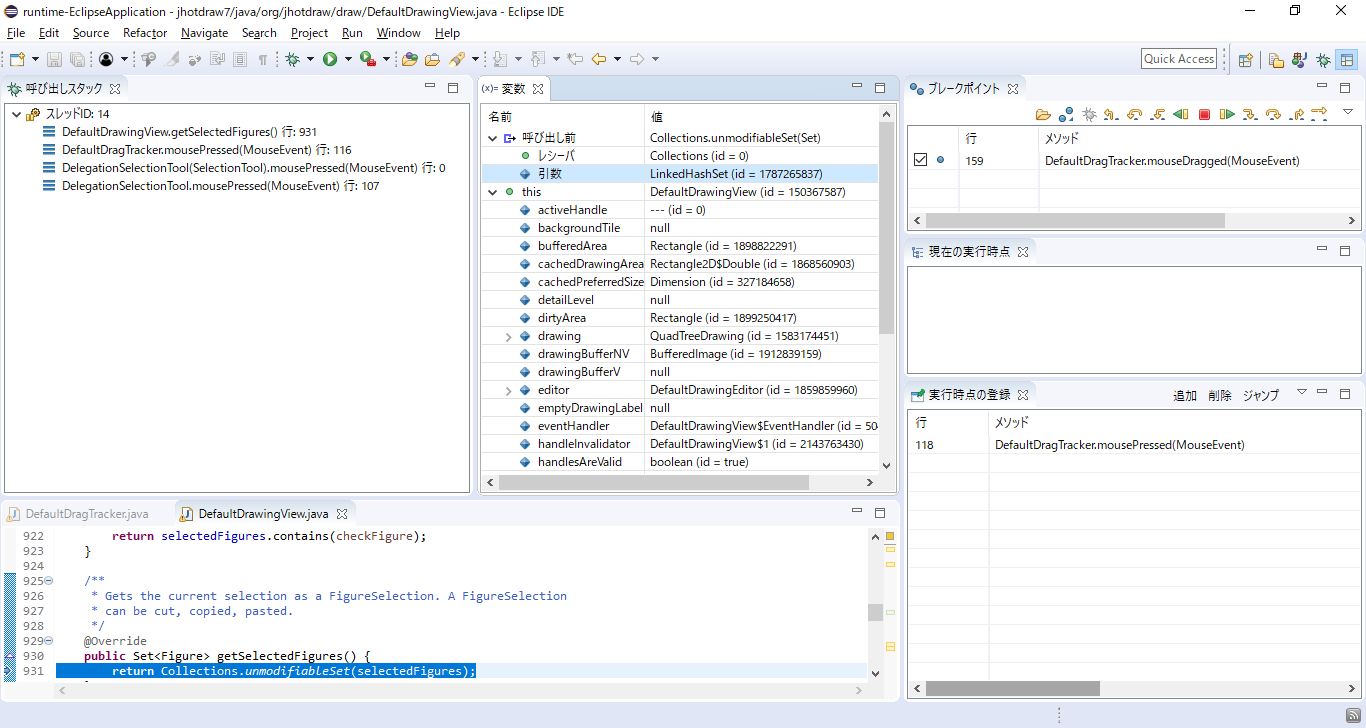 runtime-EclipseApplication - jhotdraw7/java/org/jhotdraw/draw/DefaultDrawingView.java - Eclipse IDE
File Edit Source Refactor Navigate Search Project Run Window Help
Quick Access
呼び出しスタック
スレッドID: 14
DefaultDrawingView.getSelectedFigures() 行: 931
DefaultDragTracker.mousePressed(MouseEvent) 行: 116
DelegationSelectionTool(SelectionTool).mousePressed(MouseEvent) 行: 0
DelegationSelectionTool.mousePressed(MouseEvent) 行: 107
(x)= 変数
名前 値
呼び出し前 Collections.unmodifiableSet(Set)
レシーバ Collections (id = 0)
引数 LinkedHashSet (id = 1787265837)
this DefaultDrawingView (id = 150367587)
activeHandle --- (id = 0)
backgroundTile null
bufferedArea Rectangle (id = 1898822291)
cachedDrawingArea Rectangle2D$Double (id = 1868560903)
cachedPreferredSize Dimension (id = 327184658)
detailLevel null
dirtyArea Rectangle (id = 1899250417)
drawing QuadTreeDrawing (id = 1583174451)
drawingBufferNV BufferedImage (id = 1912839159)
drawingBufferV null
editor DefaultDrawingEditor (id = 1859859960)
emptyDrawingLabel null
eventHandler DefaultDrawingView$EventHandler (id = 504
handleInvalidator DefaultDrawingView$1 (id = 2143763430)
handlesAreValid boolean (id = true)
ブレークポイント
行 メソッド
159 DefaultDragTracker.mouseDragged(MouseEvent)
現在の実行時点
実行時点の登録 追加 削除 ジャンプ
行 メソッド
118 DefaultDragTracker.mousePressed(MouseEvent)
DefaultDragTracker.java DefaultDrawingView.java
922 return selectedFigures.contains(checkFigure);
923 }
924
925 /**
926 * Gets the current selection as a FigureSelection. A FigureSelection
927 * can be cut, copied, pasted.
928 */
929 @Override
930 public Set<Figure> getSelectedFigures() {
931 return Collections.unmodifiableSet(selectedFigures);